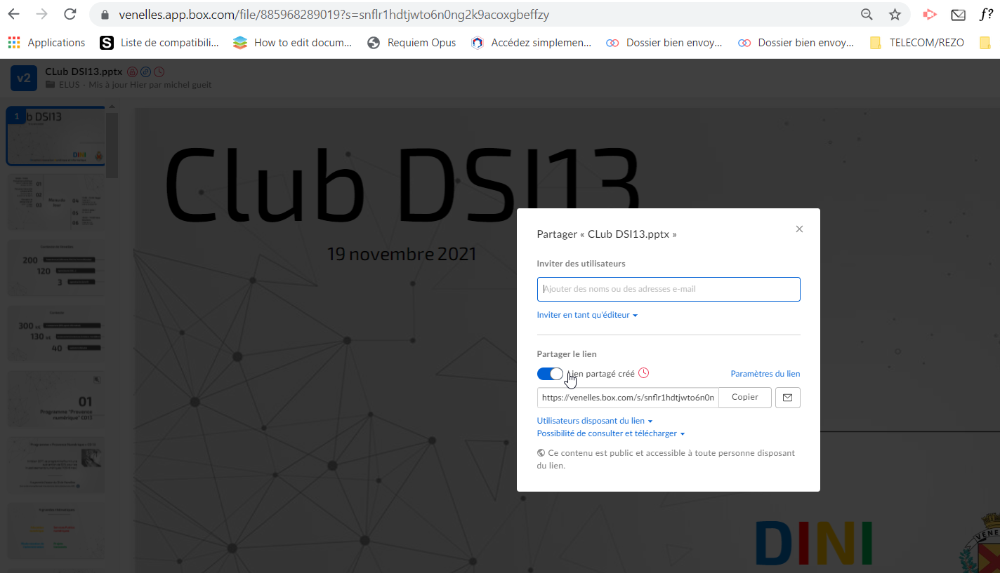 venelles.app.box.com/file/885968289019?s=snflr1hdtjwto6n0ng2k9acoxgbeffzy
f?
Applications
Liste de compatibili...
How to edit docum...
Requiem Opus
Accédez simplemen...
Dossier bien envoy...
Dossier bien envoy...
TELECOM/REZO
v2
CLub DSI13.pptx
ELUS · Mis à jour Hier par michel gueit
1
b DSI13
DINI
01
02
03
04
05
06
200
120
3
300
130
40
01
Programme "Provence numérique" CD13
Club DSI13
19 novembre 2021
Partager « CLub DSI13.pptx »
Inviter des utilisateurs
Ajouter des noms ou des adresses e-mail
Inviter en tant qu'éditeur
Partager le lien
Lien partagé créé
Paramètres du lien
https://venelles.box.com/s/snflr1hdtjwto6n0n
Copier
Utilisateurs disposant du lien
Possibilité de consulter et télécharger
Ce contenu est public et accessible à toute personne disposant
du lien.
DINI